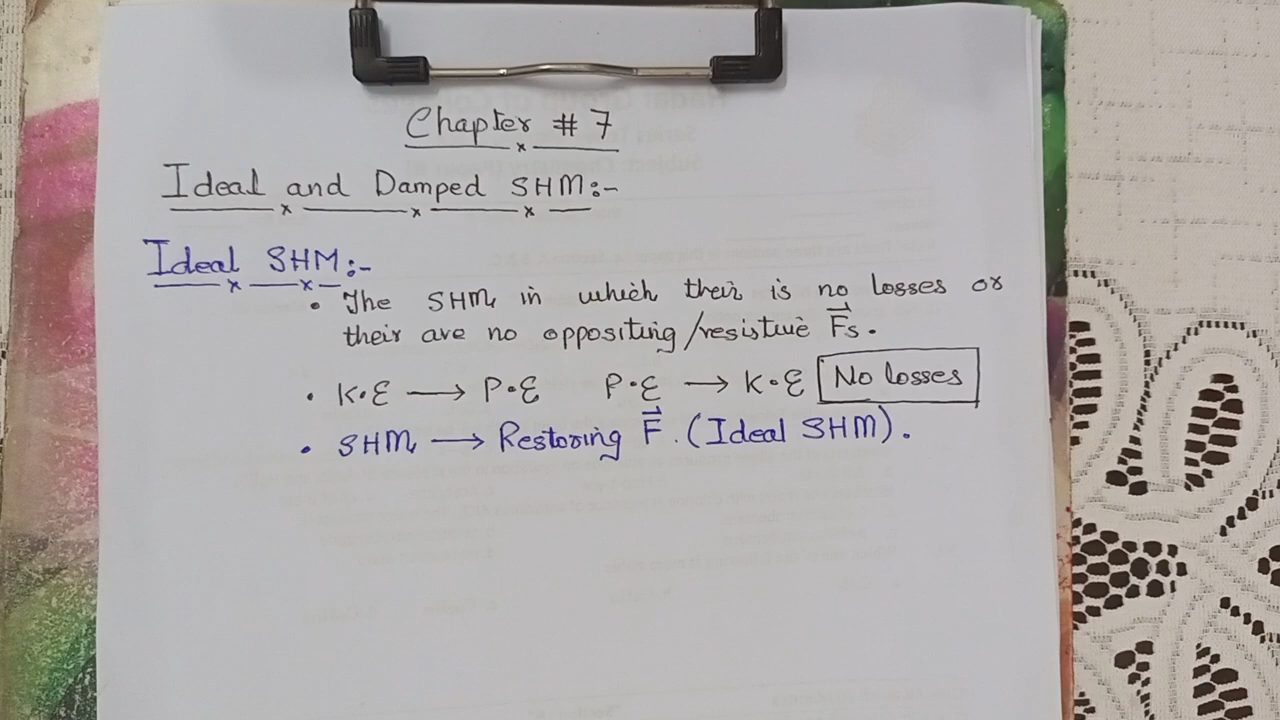 Chapter # 7
Ideal and Damped SHM:-
Ideal SHM:-
• The SHM in which their is no losses or
their are no oppositing/resistive F⃗s.
• K.E → P.E P.E → K.E No losses
• SHM → Restoring F⃗. (Ideal SHM).